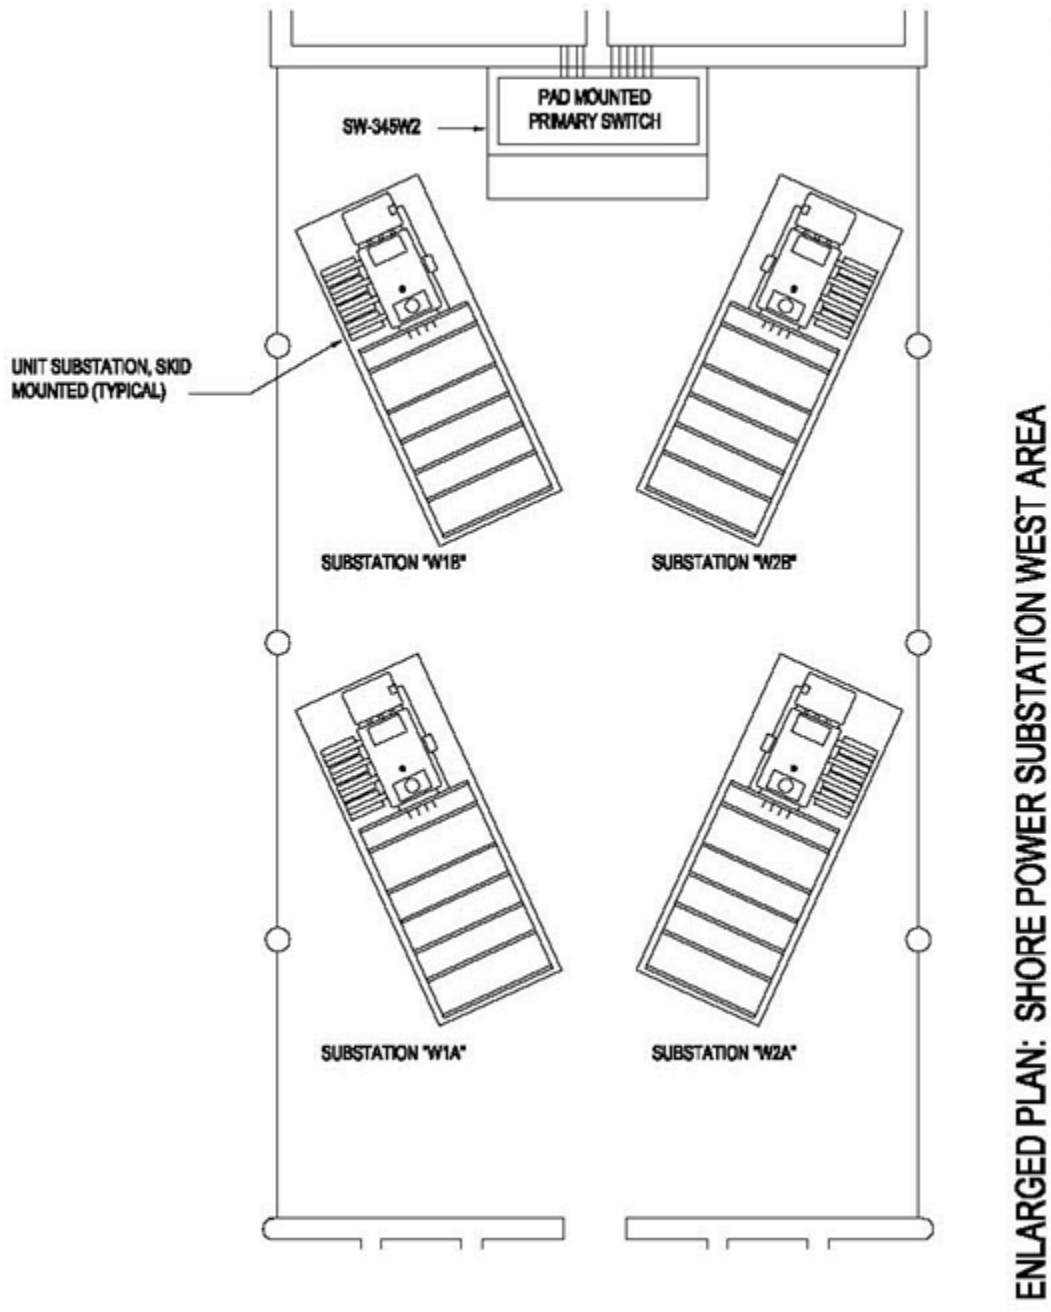 PAD MOUNTED
PRIMARY SWITCH
SW-345W2
UNIT SUBSTATION, SKID
MOUNTED (TYPICAL)
SUBSTATION "W1B"
SUBSTATION "W2B"
SUBSTATION "W1A"
SUBSTATION "W2A"
ENLARGED PLAN: SHORE POWER SUBSTATION WEST AREA